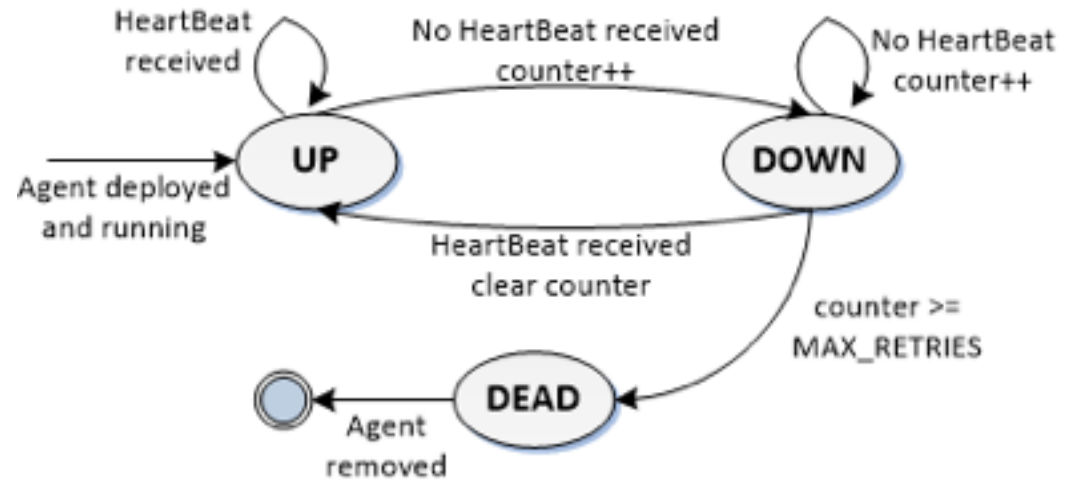 HeartBeat
received
No HeartBeat received
counter++
No HeartBeat
counter++
UP
DOWN
Agent deployed
and running
HeartBeat received
clear counter
counter >=
MAX_RETRIES
DEAD
Agent
removed